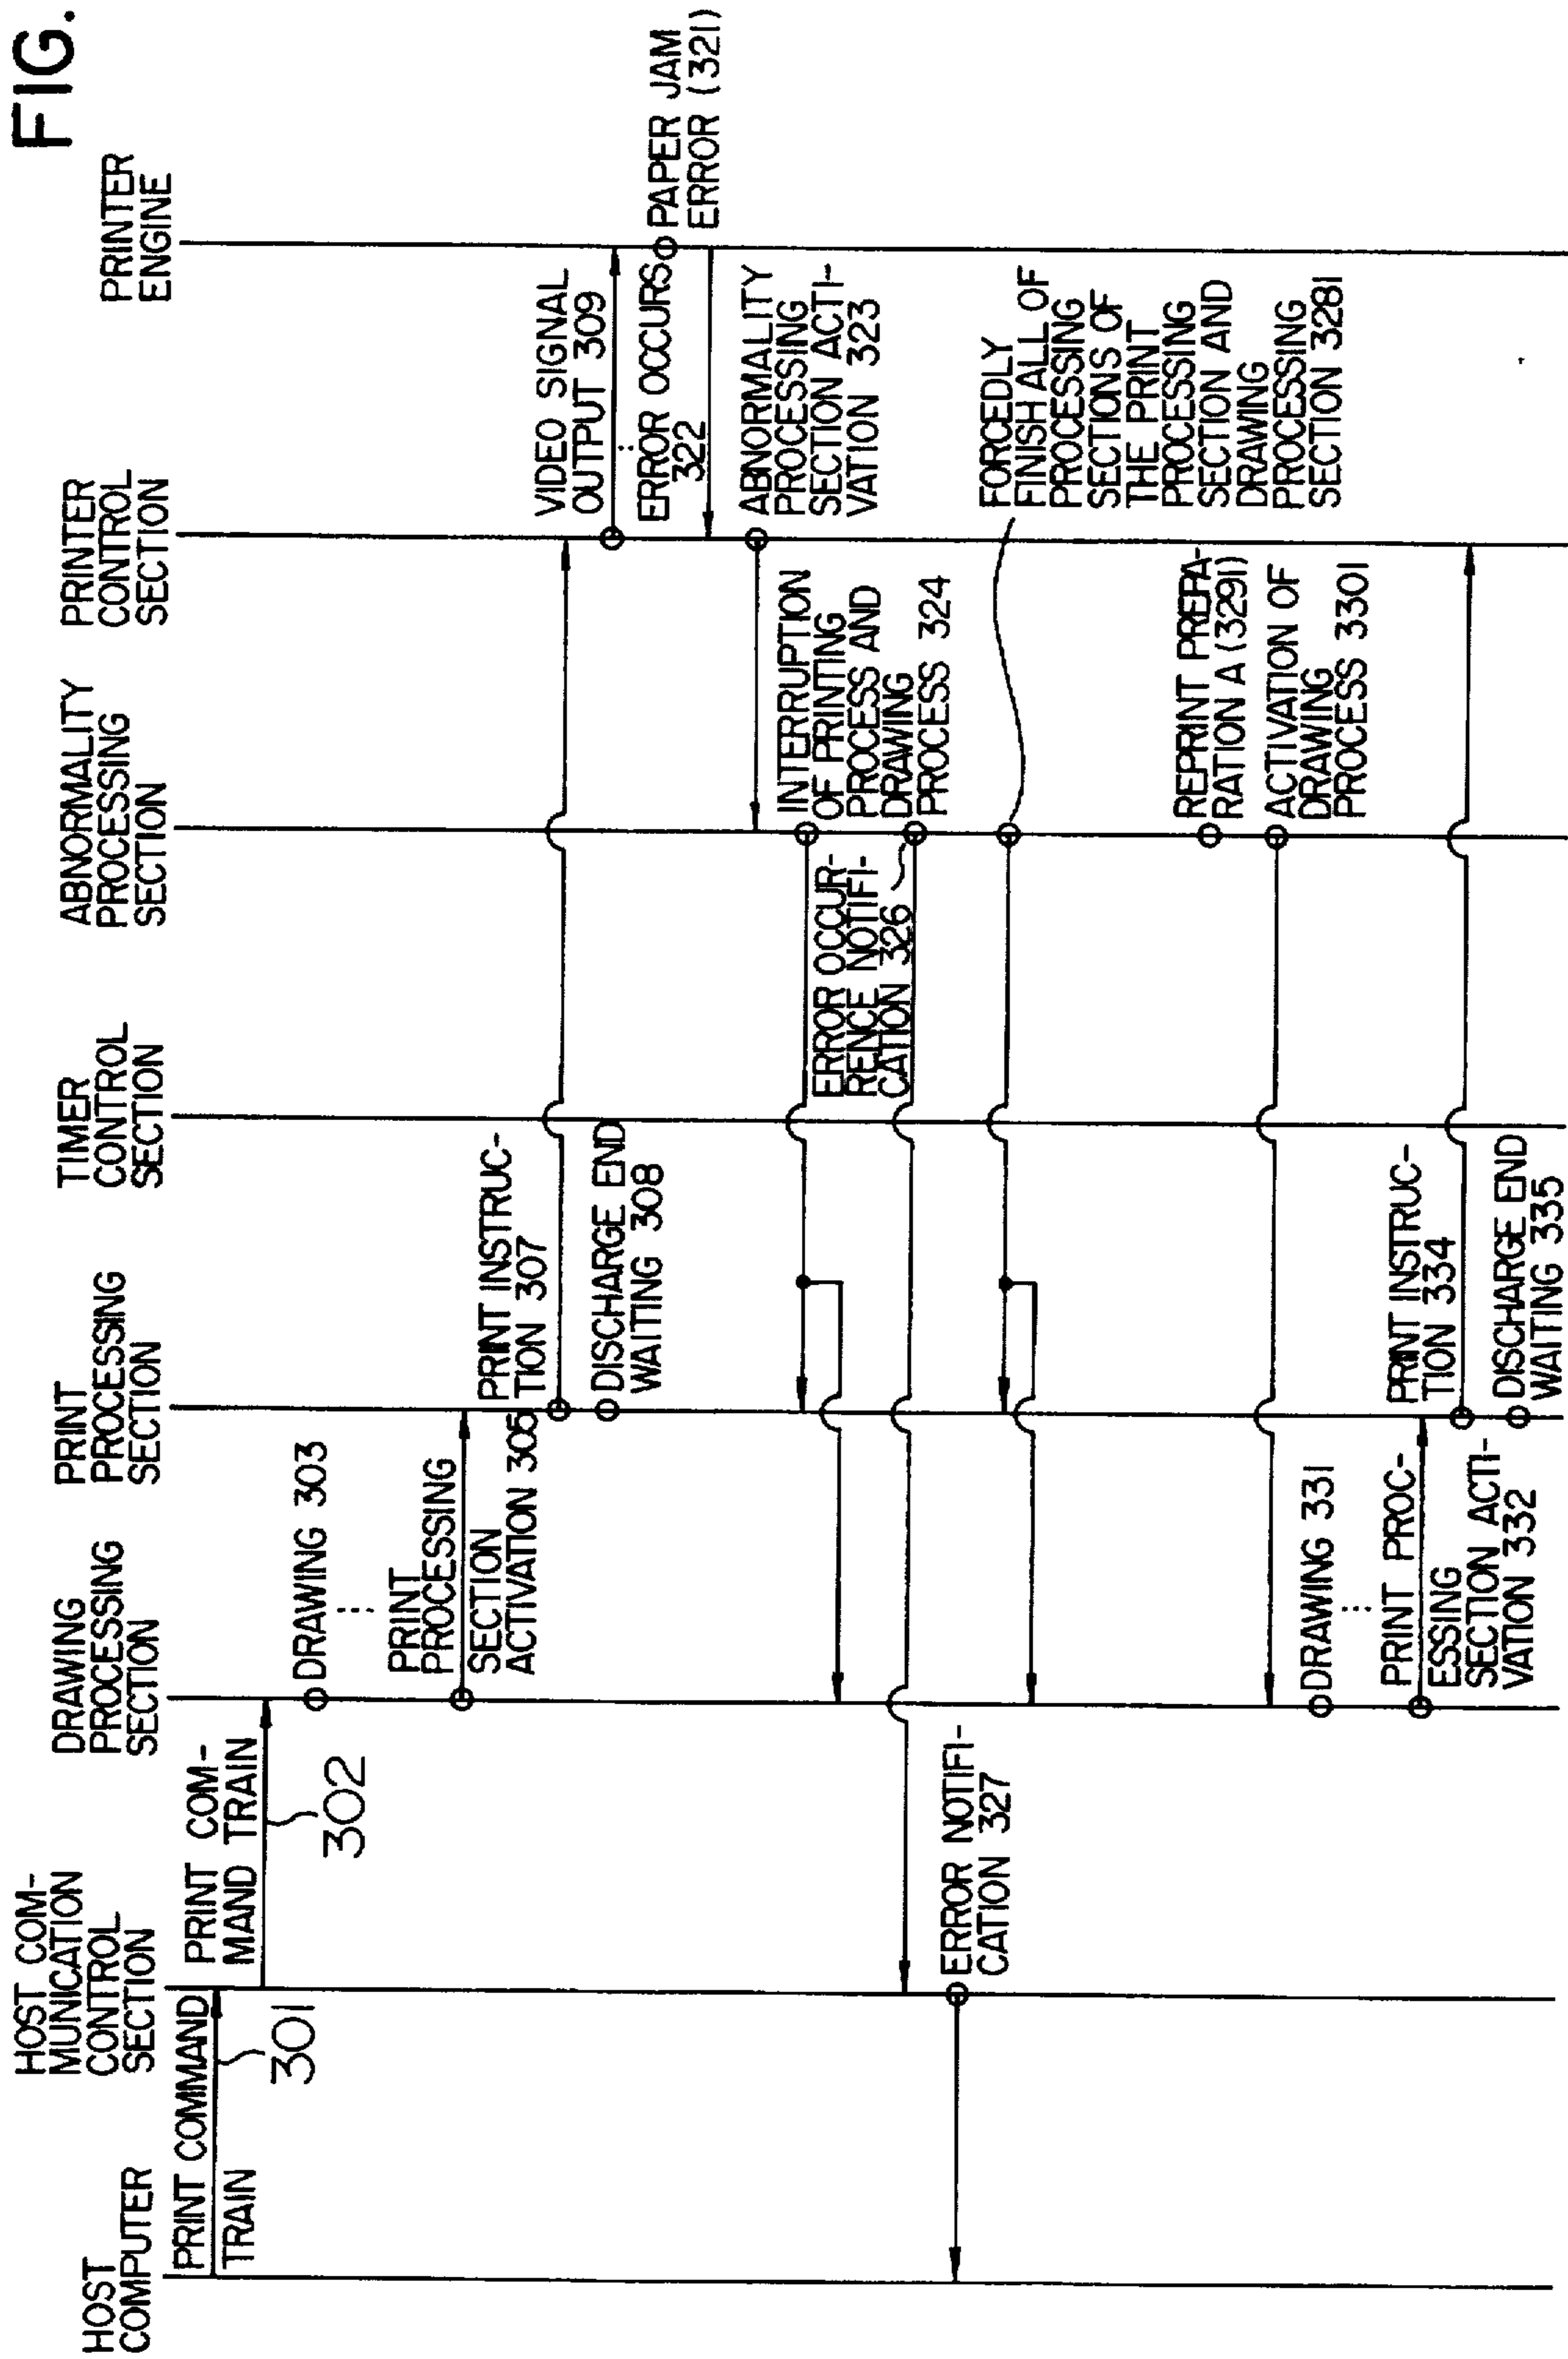 FIG.
HOST
COMPUTER
HOST COM-
MUNICATION
CONTROL
SECTION
DRAWING
PROCESSING
SECTION
PRINT
PROCESSING
SECTION
TIMER
CONTROL
SECTION
ABNORMALITY
PROCESSING
SECTION
PRINTER
CONTROL
SECTION
PRINTER
ENGINE
PRINT COMMAND
TRAIN
301
PRINT COM-
MAND TRAIN
302
DRAWING 303
PRINT
PROCESSING
SECTION
ACTIVATION 305
PRINT INSTRUC-
TION 307
DISCHARGE END
WAITING 308
VIDEO SIGNAL
OUTPUT 309
ERROR OCCURS
322
PAPER JAM
ERROR (321)
ABNORMALITY
PROCESSING
SECTION ACTI-
VATION 323
INTERRUPTION
OF PRINTING
PROCESS AND
DRAWING
PROCESS 324
ERROR OCCUR-
RENCE NOTIFI-
CATION 326
ERROR NOTIFI-
CATION 327
FORCEDLY
FINISH ALL OF
PROCESSING
SECTIONS OF
THE PRINT
PROCESSING
SECTION AND
DRAWING
PROCESSING
SECTION 3281
REPRINT PREPA-
RATION A (3291)
ACTIVATION OF
DRAWING
PROCESS 3301
DRAWING 331
PRINT PROC-
ESSING
SECTION ACTI-
VATION 332
PRINT INSTRUC-
TION 334
DISCHARGE END
WAITING 335